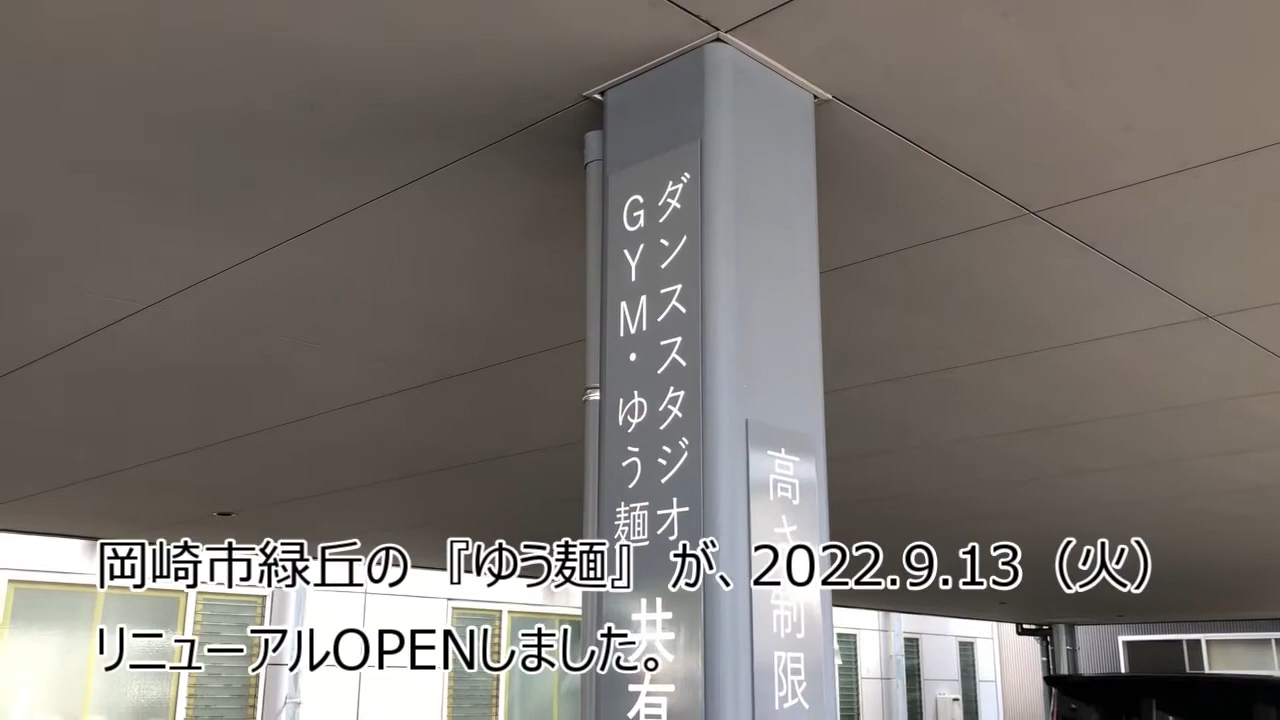 ダンススタジオ
GYM・ゆう麺
共有
高さ制限
岡崎市緑丘の『ゆう麺』が、2022.9.13（火）
リニューアルOPENしました。